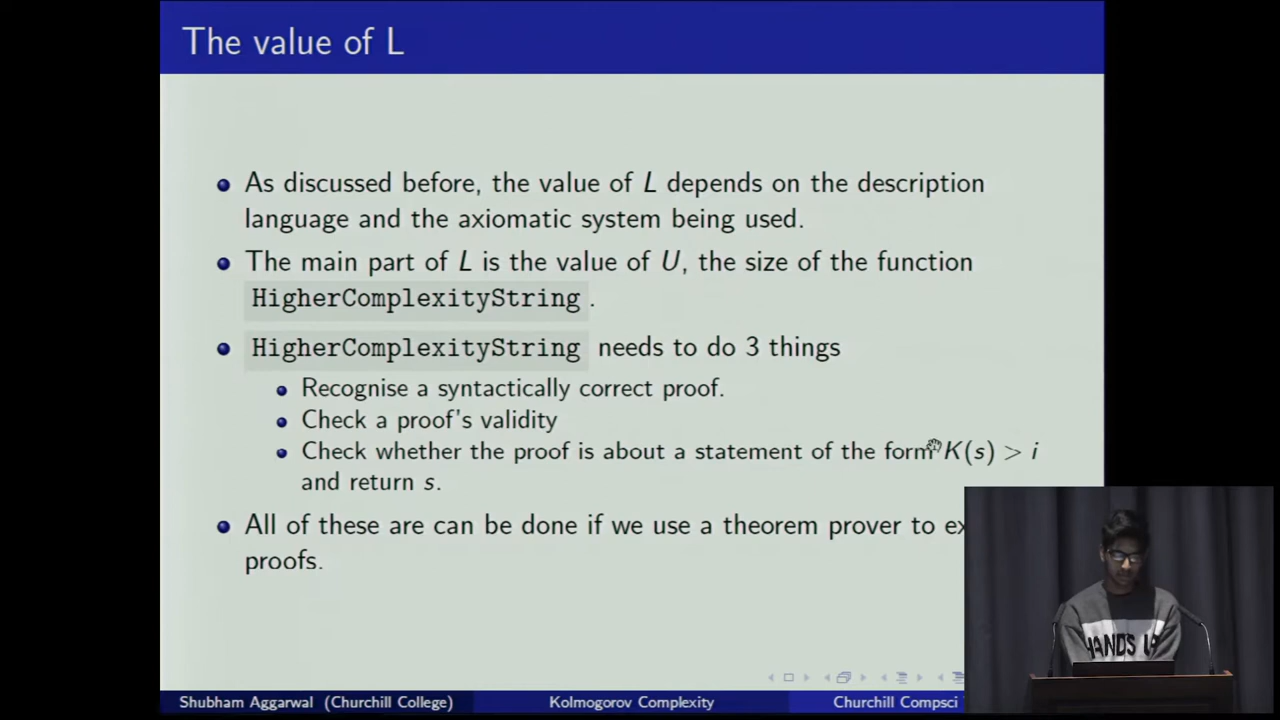 The value of L
As discussed before, the value of L depends on the description
language and the axiomatic system being used.
The main part of L is the value of U, the size of the function
HigherComplexityString .
HigherComplexityString needs to do 3 things
Recognise a syntactically correct proof.
Check a proof's validity
Check whether the proof is about a statement of the form K(s) > i
and return s.
All of these are can be done if we use a theorem prover to
proofs.
HANDS
Shubham Aggarwal (Churchill College)
Kolmogorov Complexity
Churchill Compsci